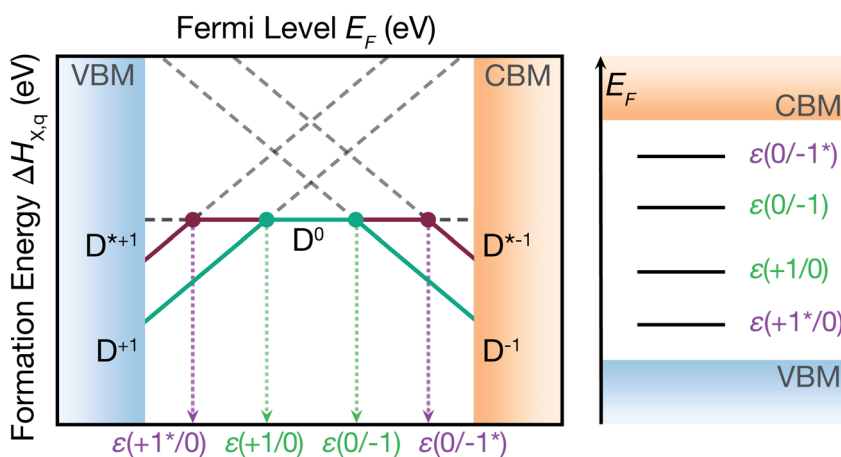 Fermi Level E_F (eV)
Formation Energy ΔH_X,q (eV)
VBM
CBM
D*+1
D0
D*-1
D+1
D-1
ε(+1*/0)
ε(+1/0)
ε(0/-1)
ε(0/-1*)
E_F
CBM
ε(0/-1*)
ε(0/-1)
ε(+1/0)
ε(+1*/0)
VBM